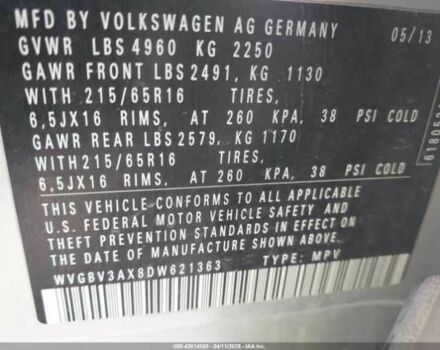 MFD BY VOLKSWAGEN AG GERMANY
05/13
GVWR LBS 4960 KG 2250
GAWR FRONT LBS 2491, KG 1130
WITH 215/65R16 TIRES,
6,5JX16 RIMS, AT 260 KPA, 38 PSI COLD
GAWR REAR LBS 2579, KG 1170
WITH 215/65R16 TIRES,
6,5JX16 RIMS, AT 260 KPA, 38 PSI COLD
THIS VEHICLE CONFORMS TO ALL APPLICABLE
U.S. FEDERAL MOTOR VEHICLE SAFETY AND
THEFT PREVENTION STANDARDS IN EFFECT ON
THE DATE OF MANUFACTURE SHOWN ABOVE.
WVGBV3AX8DW621363 TYPE: MPV